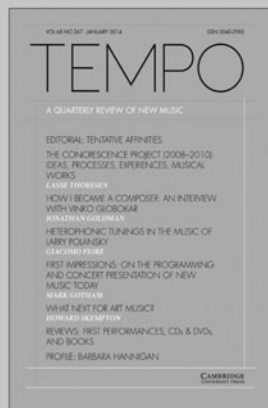 VOL.68 NO.267 JANUARY 2014 ISSN 0040-2982
TEMPO
A QUARTERLY REVIEW OF NEW MUSIC
EDITORIAL: TENTATIVE AFFINITIES
THE CONCRESCENCE PROJECT (2008–2010):
IDEAS, PROCESSES, EXPERIENCES, MUSICAL
WORKS
LASSE THORESEN
HOW I BECAME A COMPOSER: AN INTERVIEW
WITH VINKO GLOBOKAR
JONATHAN GOLDMAN
HETEROPHONIC TUNINGS IN THE MUSIC OF
LARRY POLANSKY
GIACOMO FIORE
FIRST IMPRESSIONS: ON THE PROGRAMMING
AND CONCERT PRESENTATION OF NEW
MUSIC TODAY
MARK GOTHAM
WHAT NEXT FOR ART MUSIC?
HOWARD SKEMPTON
REVIEWS: FIRST PERFORMANCES, CDs & DVDs,
AND BOOKS
PROFILE: BARBARA HANNIGAN
CAMBRIDGE
UNIVERSITY PRESS